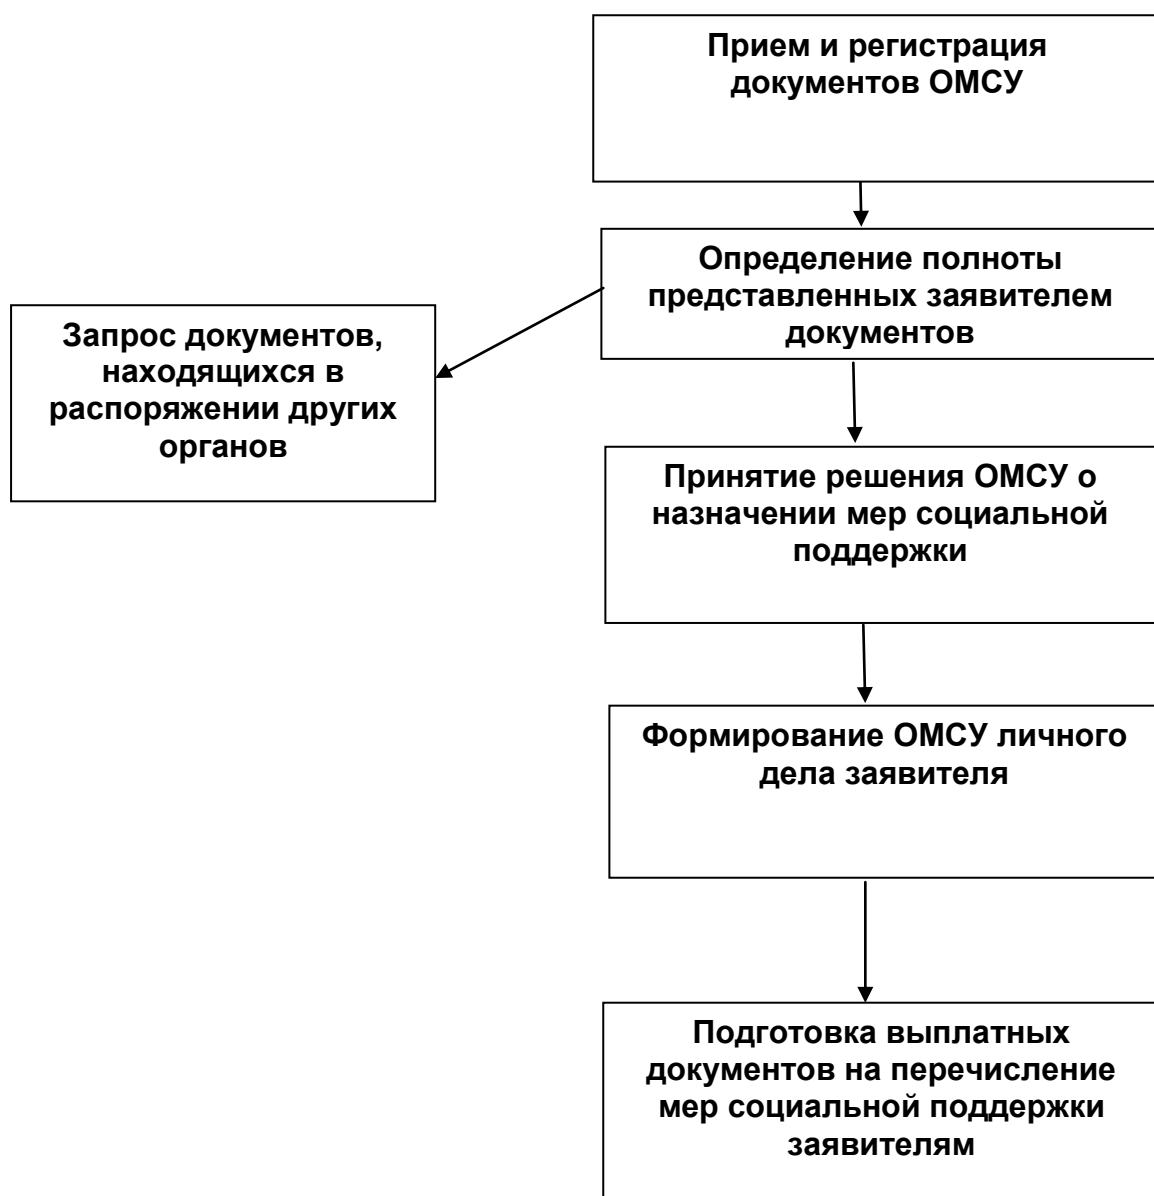 Прием и регистрация
документов ОМСУ
Определение полноты
представленных заявителем
документов
Запрос документов,
находящихся в
распоряжении других
органов
Принятие решения ОМСУ о
назначении мер социальной
поддержки
Формирование ОМСУ личного
дела заявителя
Подготовка выплатных
документов на перечисление
мер социальной поддержки
заявителям